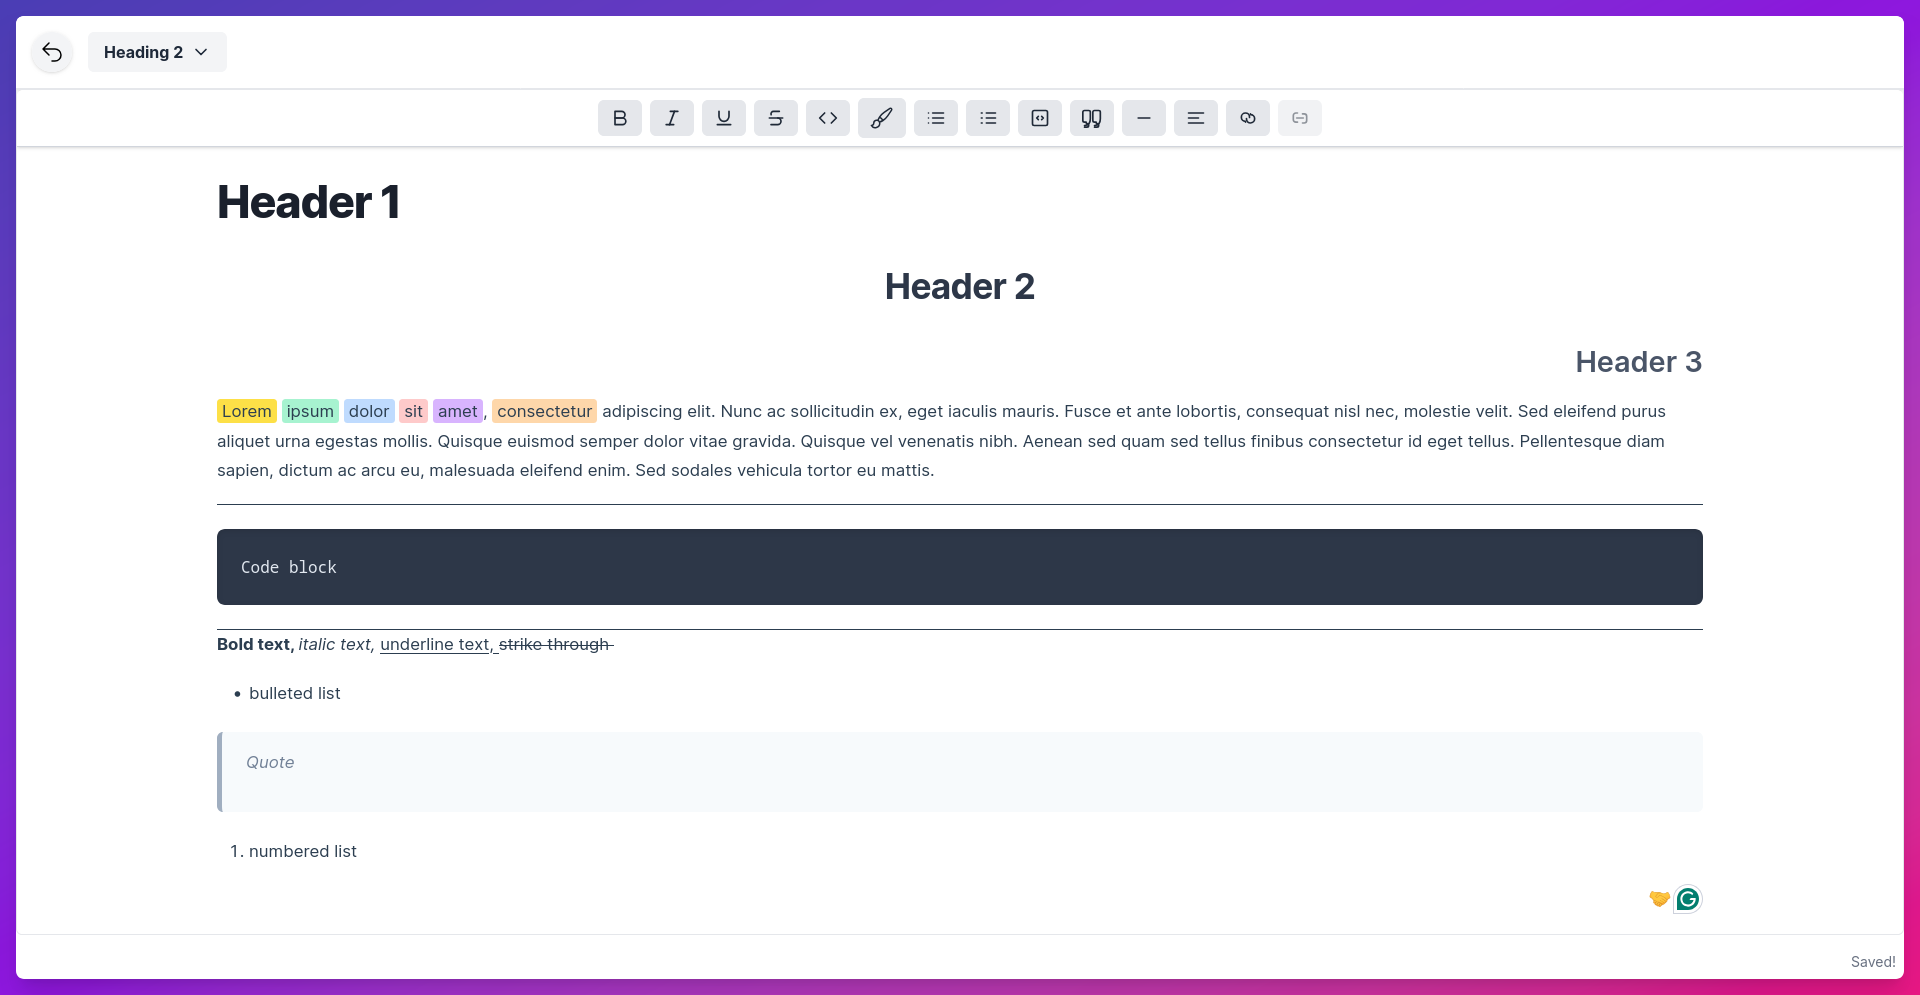 Heading 2
Header 1
Header 2
Header 3
Lorem ipsum dolor sit amet, consectetur adipiscing elit. Nunc ac sollicitudin ex, eget iaculis mauris. Fusce et ante lobortis, consequat nisl nec, molestie velit. Sed eleifend purus
aliquet urna egestas mollis. Quisque euismod semper dolor vitae gravida. Quisque vel venenatis nibh. Aenean sed quam sed tellus finibus consectetur id eget tellus. Pellentesque diam
sapien, dictum ac arcu eu, malesuada eleifend enim. Sed sodales vehicula tortor eu mattis.
Code block
Bold text, italic text, underline text, strike through
• bulleted list
Quote
1. numbered list
Saved!